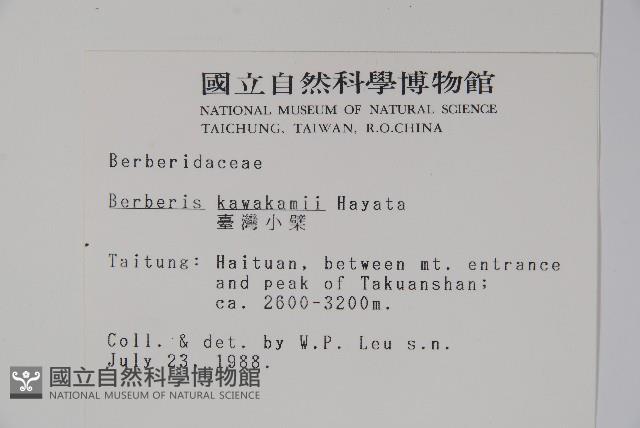 國立自然科學博物館
NATIONAL MUSEUM OF NATURAL SCIENCE
TAICHUNG, TAIWAN, R.O.CHINA
Berberidaceae
Berberis kawakamii Hayata
臺灣小檗
Taitung: Haituan, between mt. entrance
and peak of Takuanshan;
ca. 2600-3200m.
Coll. & det. by W.P. Leu s.n.
July 23, 1988.
國立自然科學博物館
NATIONAL MUSEUM OF NATURAL SCIENCE